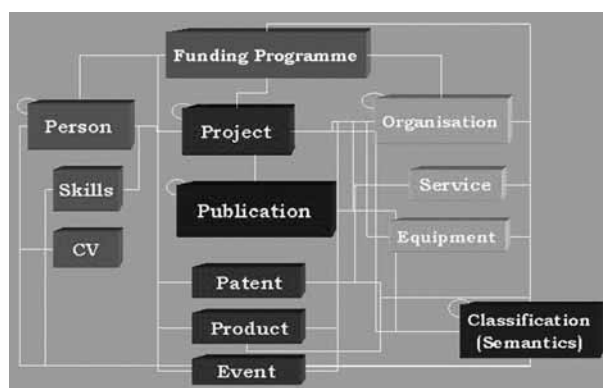 Funding Programme
Person
Project
Organisation
Skills
Publication
Service
CV
Equipment
Patent
Product
Classification
(Semantics)
Event